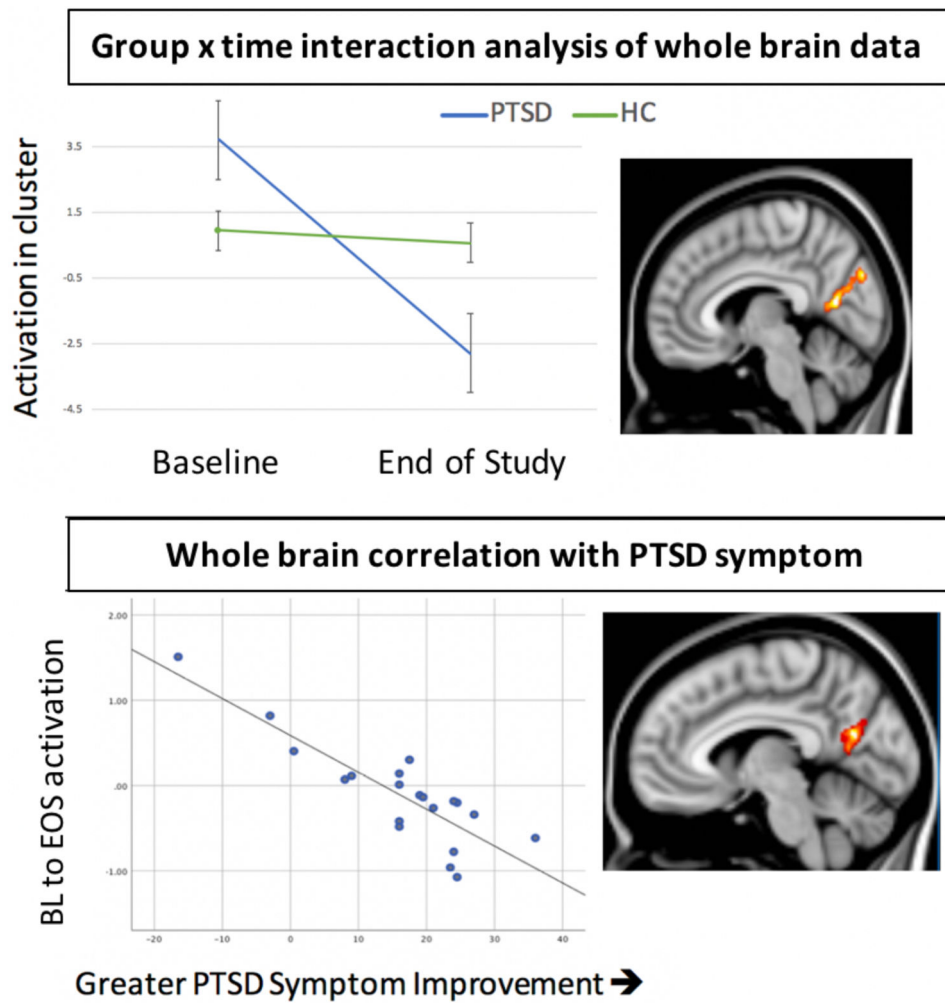 Group x time interaction analysis of whole brain data
PTSD HC
Activation in cluster
3.5
1.5
-0.5
-2.5
-4.5
Baseline End of Study
Whole brain correlation with PTSD symptom
BL to EOS activation
2.00
1.00
.00
-1.00
-20 -10 0 10 20 30 40
Greater PTSD Symptom Improvement ➔